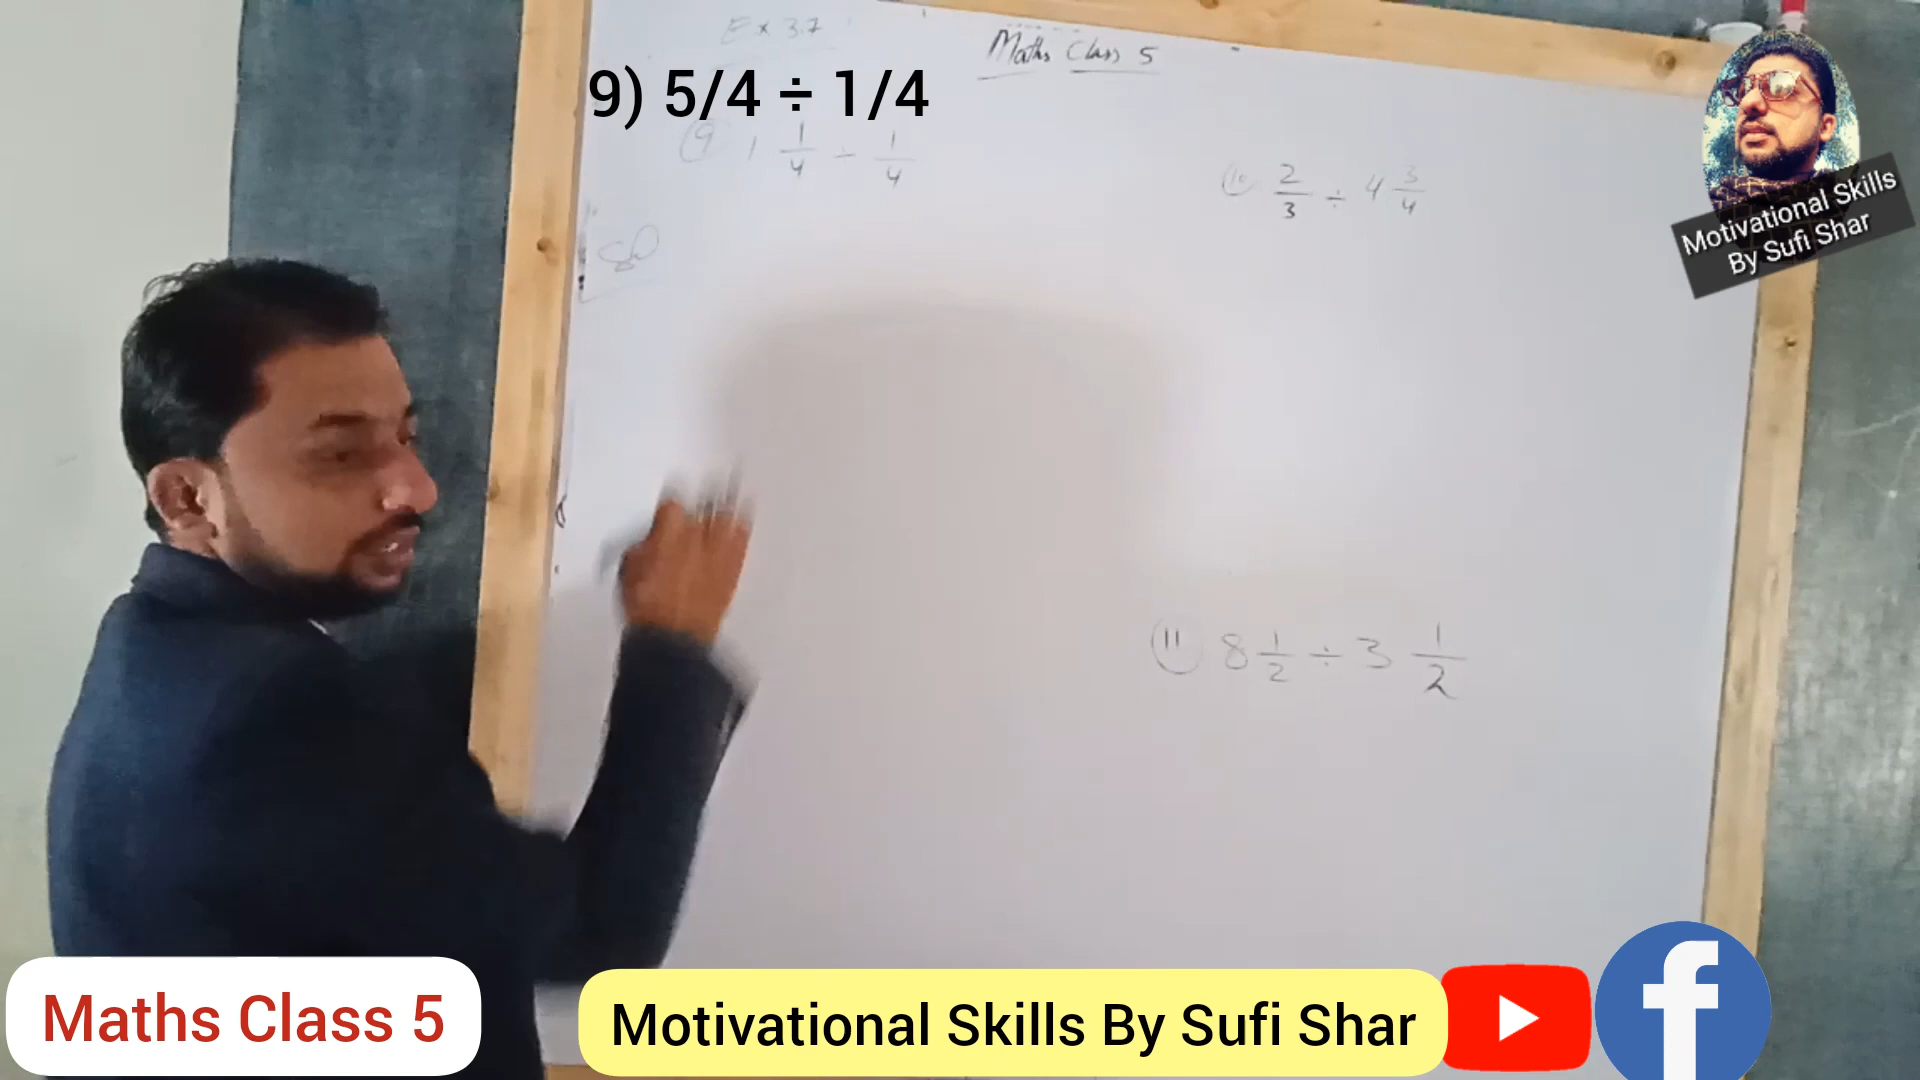 Ex 3.7
Maths Class 5
9) 5/4 ÷ 1/4
9 1 1/4 ÷ 1/4
10 2/3 ÷ 4 3/4
Sol
11 8 1/2 ÷ 3 1/2
Motivational Skills
By Sufi Shar
Maths Class 5
Motivational Skills By Sufi Shar
f